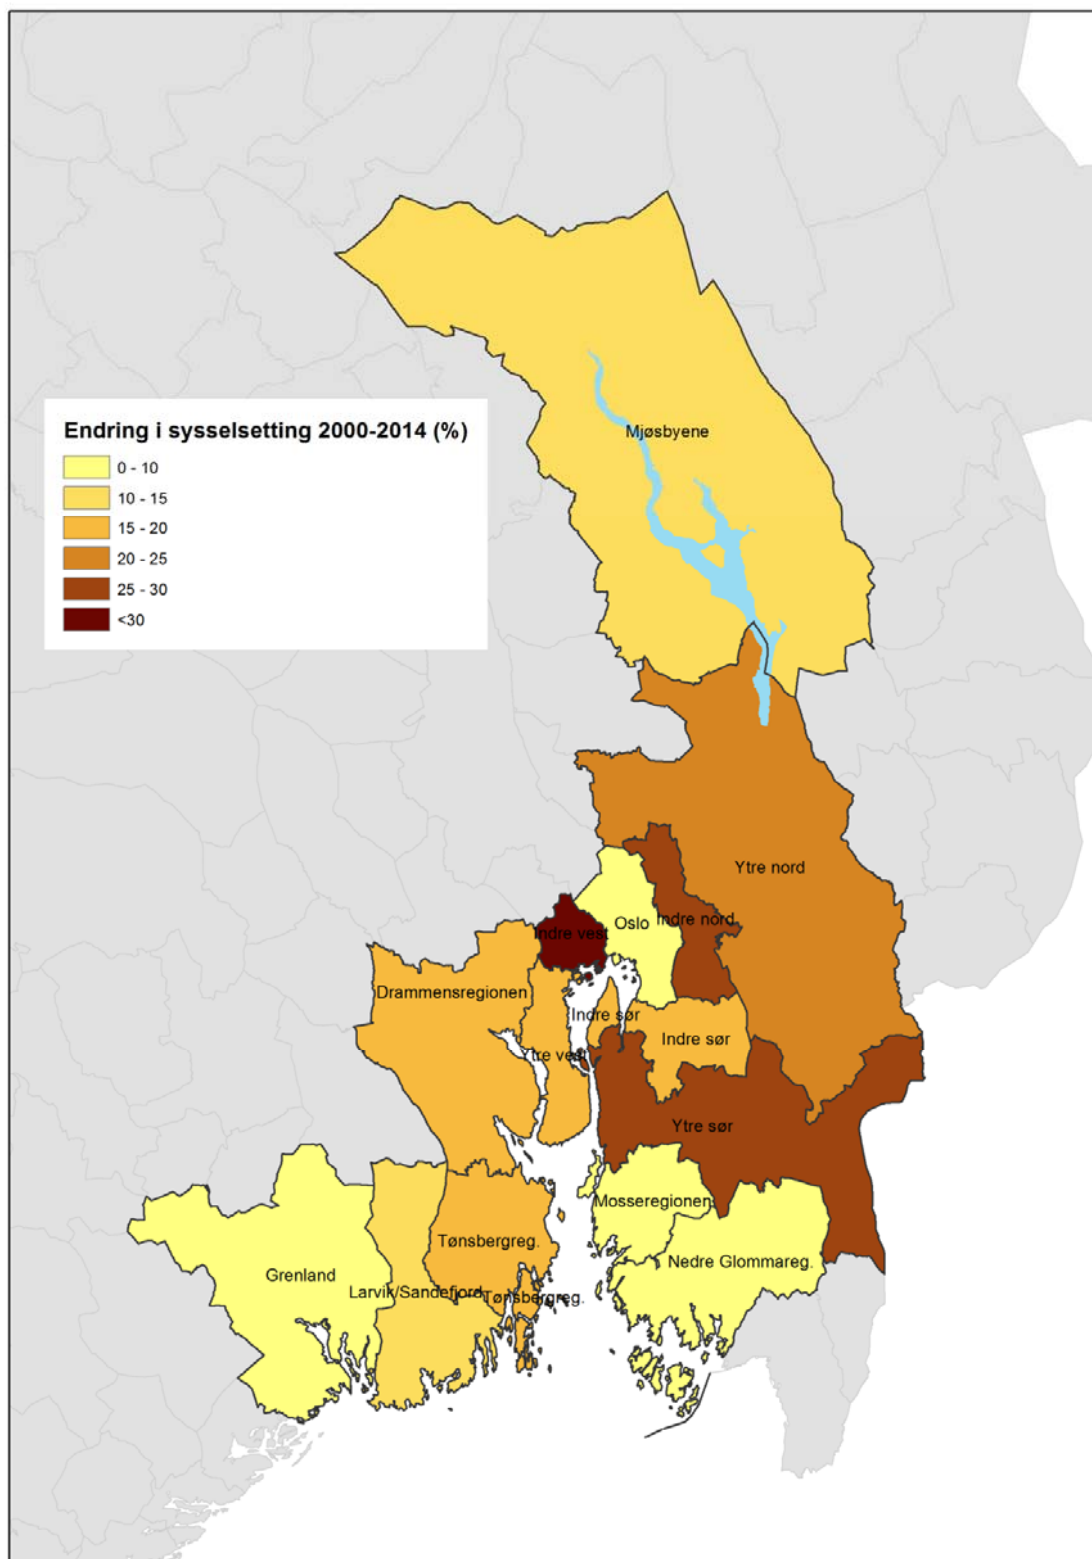 Mjøsbyene
Endring i sysselsetting 2000-2014 (%)
0 - 10
10 - 15
15 - 20
20 - 25
25 - 30
<30
Ytre nord
Indre nord
Oslo
Indre vest
Drammensregionen
Indre sør
Indre sør
Ytre vest
Ytre sør
Mosseregionen
Tønsbergreg.
Nedre Glommareg.
Grenland
Larvik/Sandefjord
Tønsbergreg.